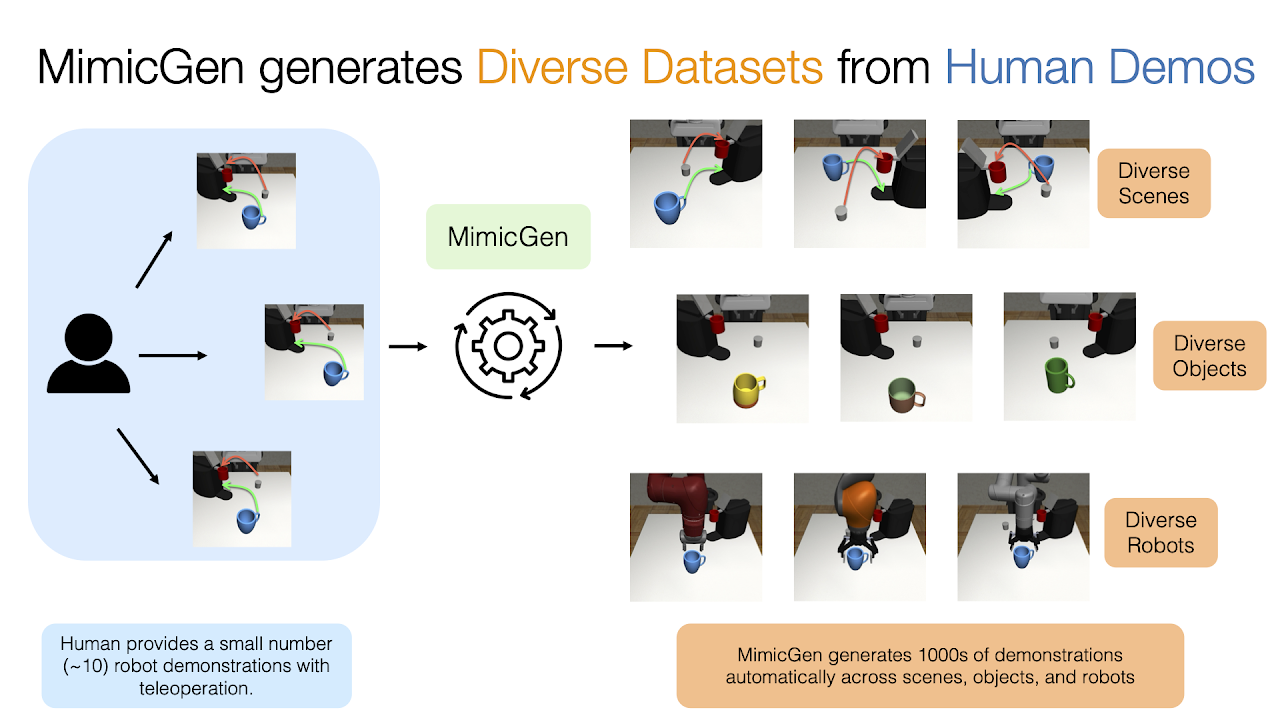 MimicGen generates Diverse Datasets from Human Demos
MimicGen
Diverse
Scenes
Diverse
Objects
Diverse
Robots
Human provides a small number
(~10) robot demonstrations with
teleoperation.
MimicGen generates 1000s of demonstrations
automatically across scenes, objects, and robots